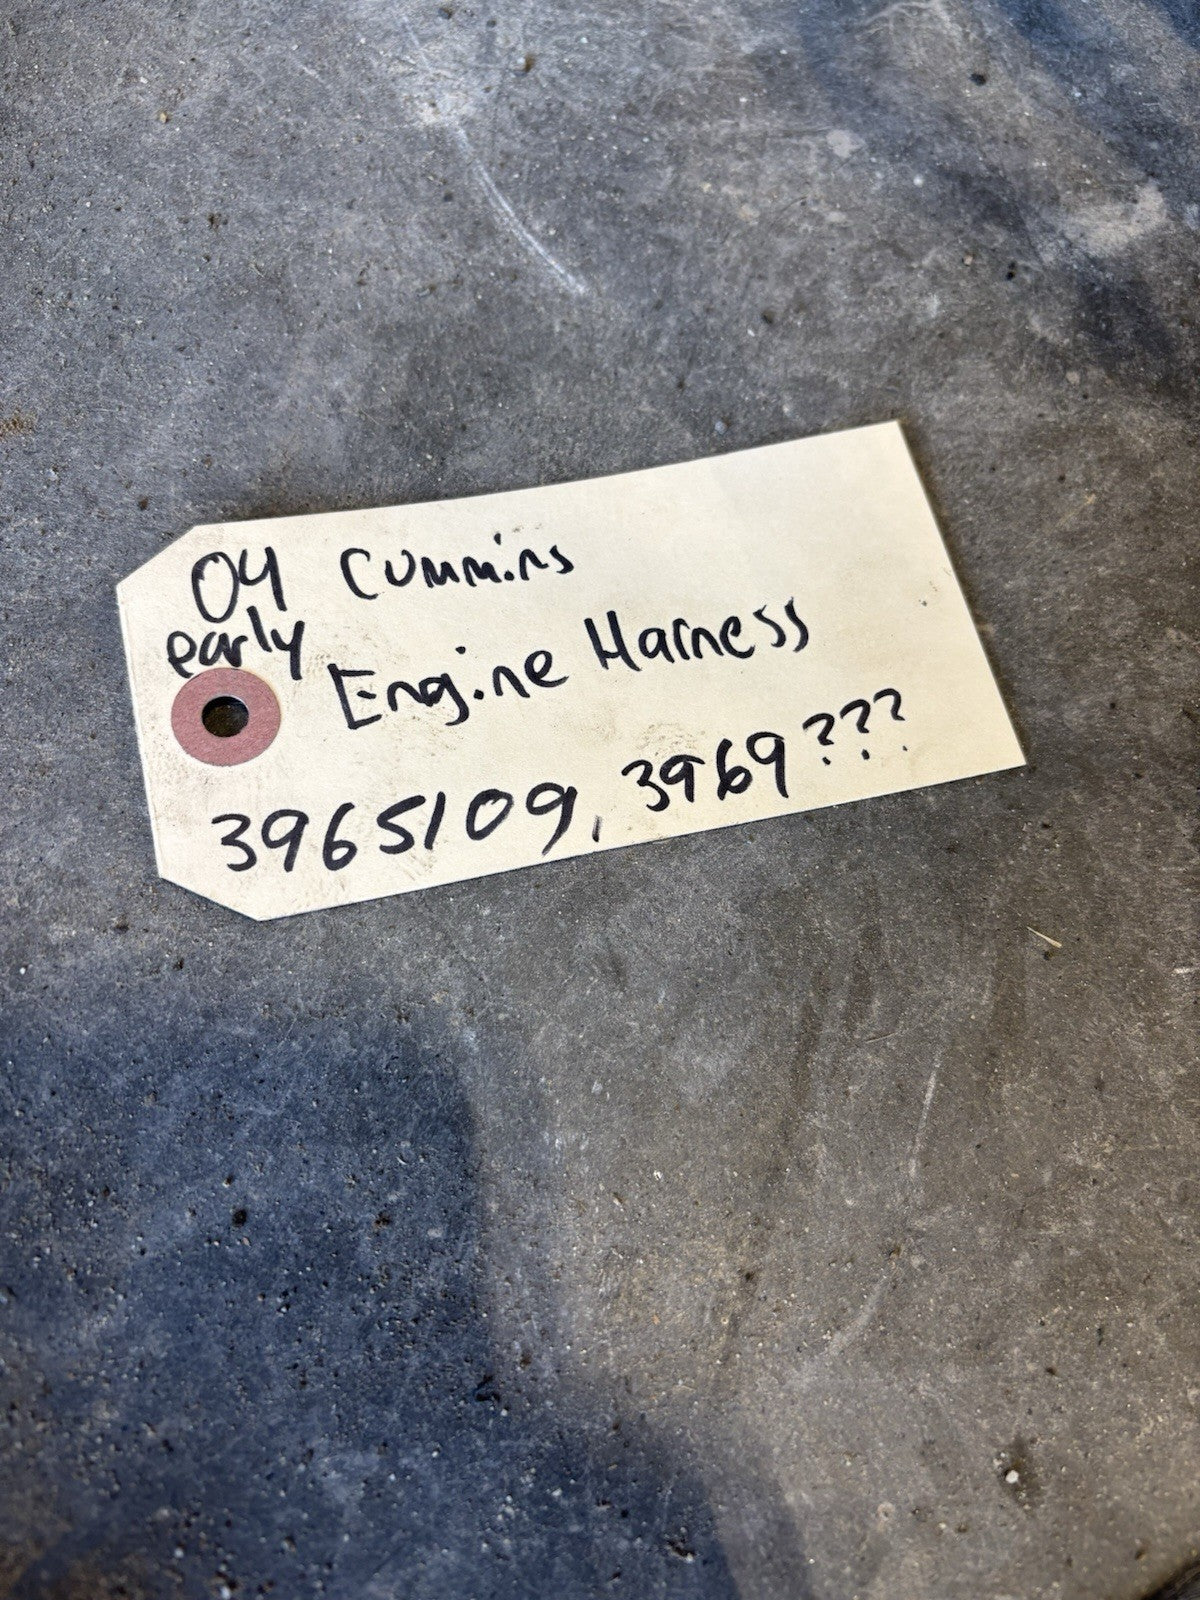 04 Cummins
early
Engine Harness
3965109, 3969???